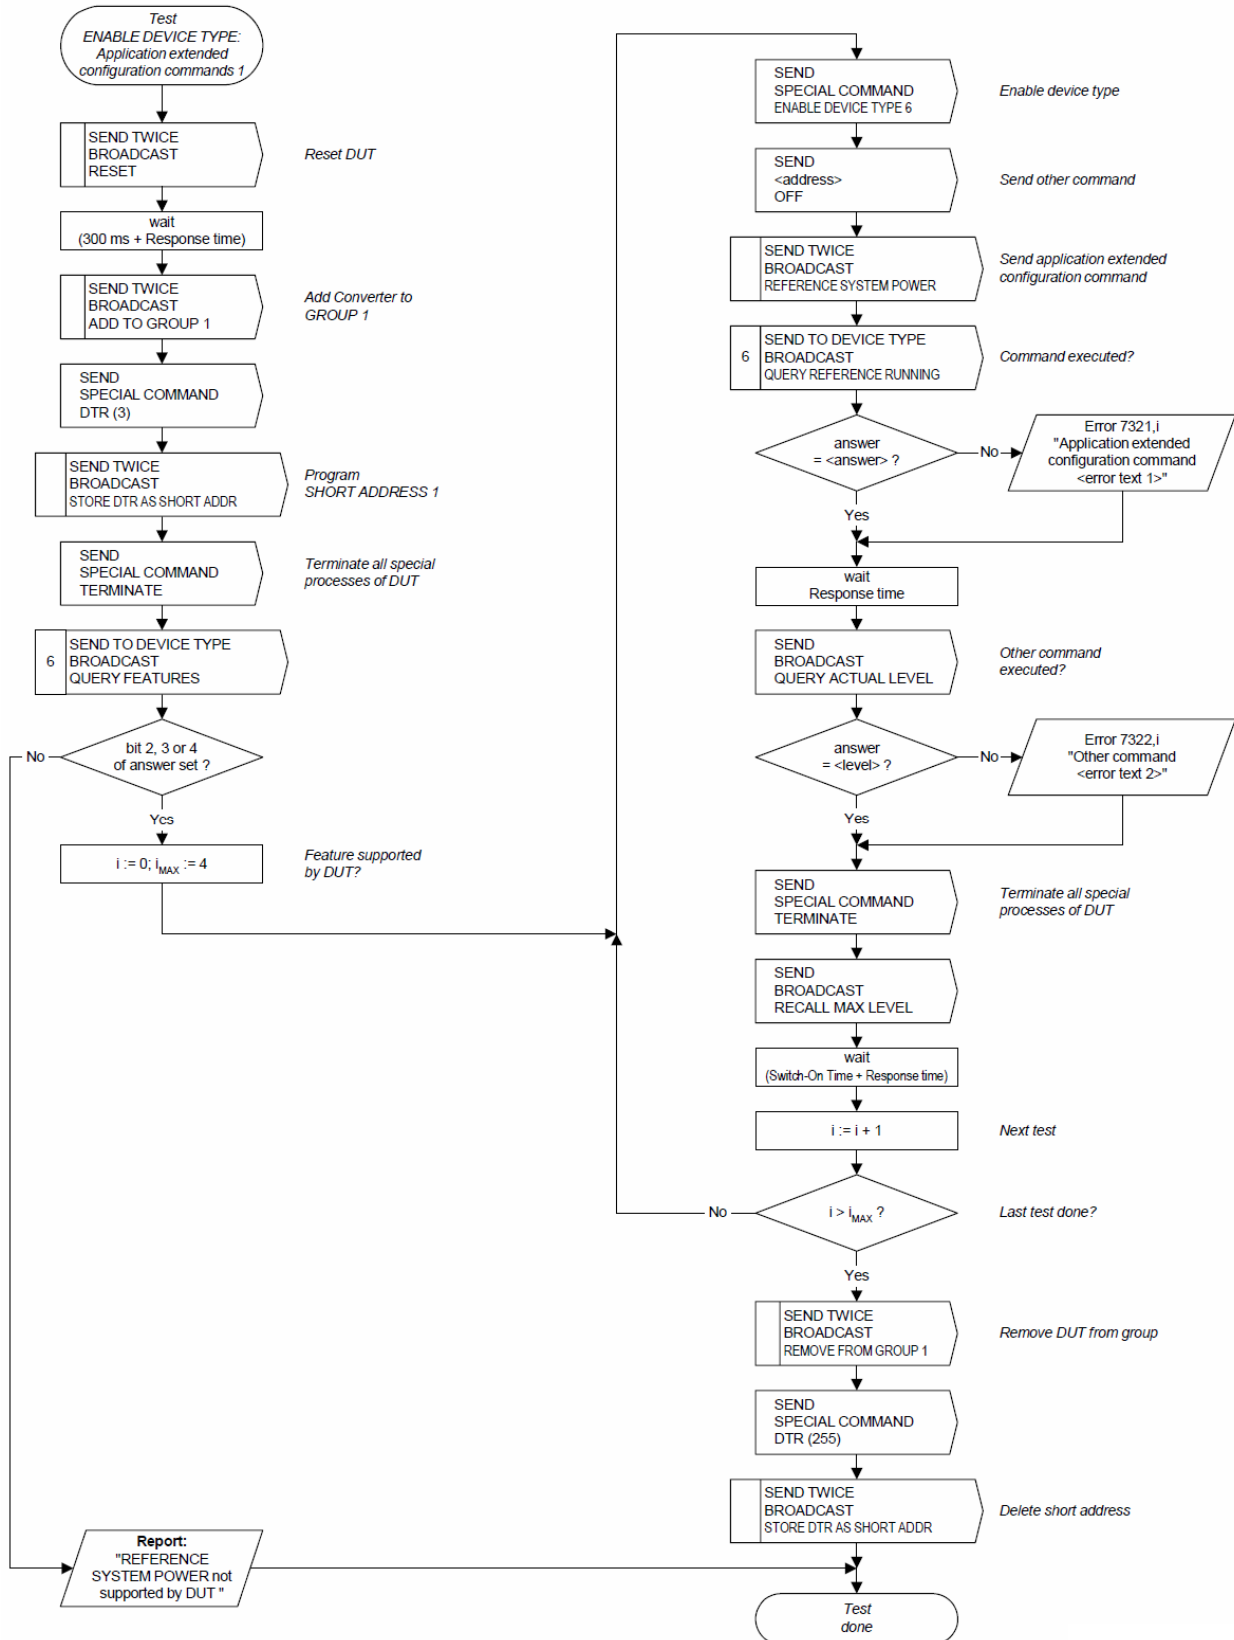 Test
ENABLE DEVICE TYPE:
Application extended
configuration commands 1
SEND TWICE
BROADCAST
RESET
Reset DUT
wait
(300 ms + Response time)
SEND TWICE
BROADCAST
ADD TO GROUP 1
Add Converter to
GROUP 1
SEND
SPECIAL COMMAND
DTR (3)
SEND TWICE
BROADCAST
STORE DTR AS SHORT ADDR
Program
SHORT ADDRESS 1
SEND
SPECIAL COMMAND
TERMINATE
Terminate all special
processes of DUT
6
SEND TO DEVICE TYPE
BROADCAST
QUERY FEATURES
bit 2, 3 or 4
of answer set ?
No
Yes
i := 0; iMAX := 4
Feature supported
by DUT?
Report:
"REFERENCE
SYSTEM POWER not
supported by DUT "
SEND
SPECIAL COMMAND
ENABLE DEVICE TYPE 6
Enable device type
SEND
<address>
OFF
Send other command
SEND TWICE
BROADCAST
REFERENCE SYSTEM POWER
Send application extended
configuration command
6
SEND TO DEVICE TYPE
BROADCAST
QUERY REFERENCE RUNNING
Command executed?
answer
= <answer> ?
No
Error 7321,i
"Application extended
configuration command
<error text 1>"
Yes
wait
Response time
SEND
BROADCAST
QUERY ACTUAL LEVEL
Other command
executed?
answer
= <level> ?
No
Error 7322,i
"Other command
<error text 2>"
Yes
SEND
SPECIAL COMMAND
TERMINATE
Terminate all special
processes of DUT
SEND
BROADCAST
RECALL MAX LEVEL
wait
(Switch-On Time + Response time)
i := i + 1
Next test
No
i > iMAX ?
Last test done?
Yes
SEND TWICE
BROADCAST
REMOVE FROM GROUP 1
Remove DUT from group
SEND
SPECIAL COMMAND
DTR (255)
SEND TWICE
BROADCAST
STORE DTR AS SHORT ADDR
Delete short address
Test
done